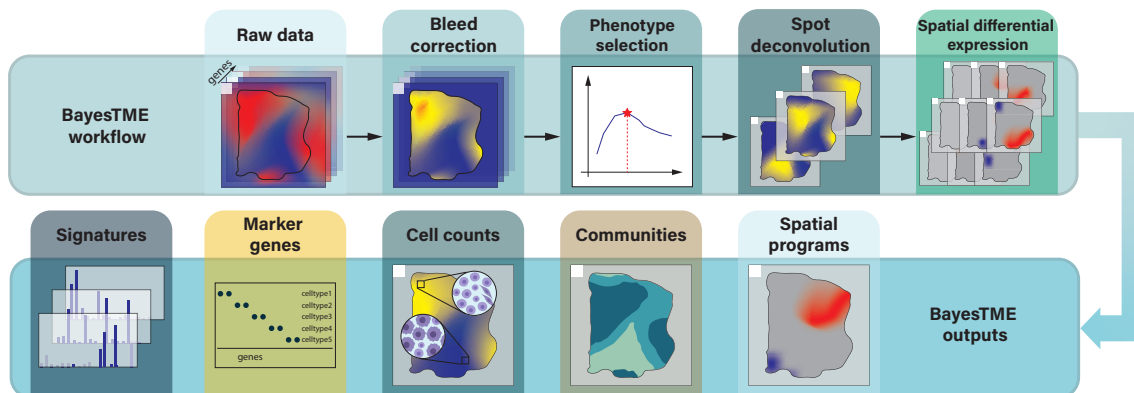 Raw data
Bleed
correction
Phenotype
selection
Spot
deconvolution
Spatial differential
expression
genes
BayesTME
workflow
Signatures
Marker
genes
Cell counts
Communities
Spatial
programs
celltype1
celltype2
celltype3
celltype4
celltype5
genes
BayesTME
outputs